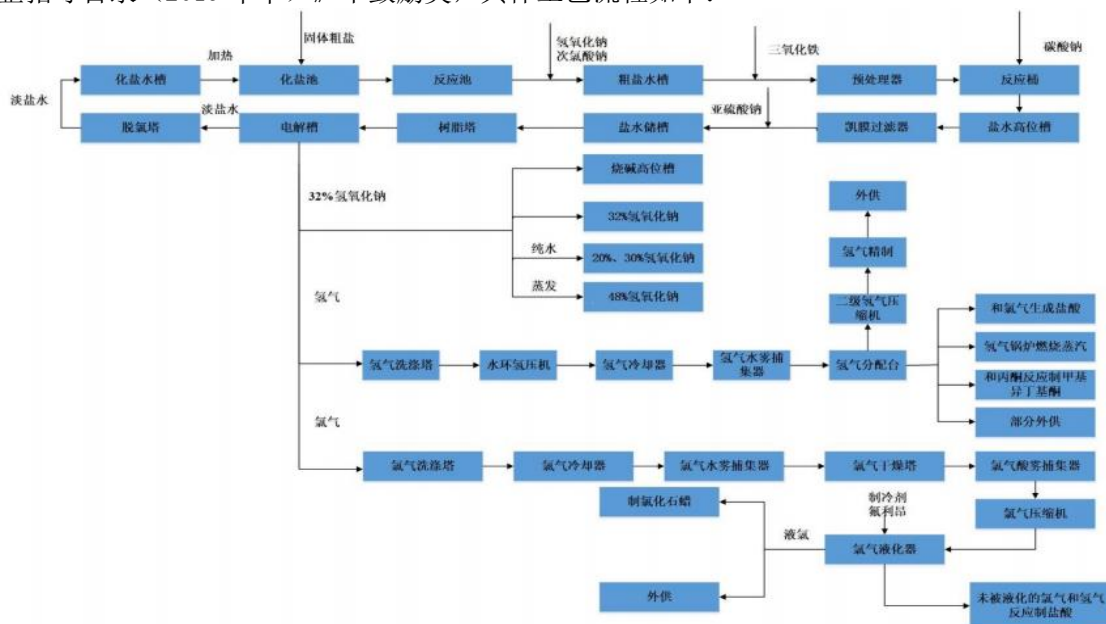 固体粗盐
加热
氢氧化钠
次氯酸钠
三氧化铁
碳酸钠
化盐水槽
化盐池
反应池
粗盐水槽
预处理器
反应桶
淡盐水
淡盐水
亚硫酸钠
脱氯塔
电解槽
树脂塔
盐水储槽
凯膜过滤器
盐水高位槽
32%氢氧化钠
烧碱高位槽
32%氢氧化钠
纯水
20%、30%氢氧化钠
蒸发
48%氢氧化钠
外供
氢气精制
二级氢气压
缩机
氢气
氢气洗涤塔
水环氢压机
氢气冷却器
氢气水雾捕
集器
氢气分配台
和氯气生成盐酸
氢气锅炉燃烧蒸汽
和丙酮反应制甲基
异丁基酮
部分外供
氯气
氯气洗涤塔
氯气冷却器
氯气水雾捕集器
氯气干燥塔
氯气酸雾捕集器
制冷剂
氟利昂
氯气压缩机
制氯化石蜡
液氯
氯气液化器
外供
未被液化的氯气和氢气
反应制盐酸